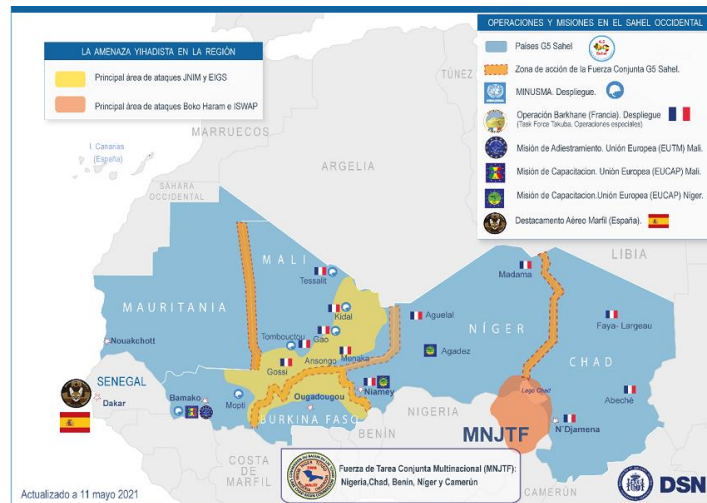 OPERACIONES Y MISIONES EN EL SAHEL OCCIDENTAL
Países G5 Sahel
Zona de acción de la Fuerza Conjunta G5 Sahel.
MINUSMA. Despliegue.
Operación Barkhane (Francia). Despliegue
(Task Force Takuba. Operaciones especiales)
Misión de Adiestramiento. Unión Europea (EUTM) Mali.
Misión de Capacitacion. Unión Europea (EUCAP) Mali.
Misión de Capacitacion.Unión Europea (EUCAP) Níger.
Destacamento Aéreo Marfil (España).
LA AMENAZA YIHADISTA EN LA REGIÓN
Principal área de ataques JNIM y EIGS
Principal área de ataques Boko Haram e ISWAP
TÚNEZ
MARRUECOS
I. Canarias
(España)
ARGELIA
SÁHARA
OCCIDENTAL
LIBIA
MALI
Tessalit
Madama
MAURITANIA
Kidal
Aguelal
NÍGER
Faya- Largeau
Nouakchott
Tombouctou
Gao
CHAD
Ansongo
Menaka
Agadez
Gossi
SENEGAL
Dakar
Bamako
Mopti
Ougadougou
Niamey
Lago Chad
Abeché
BURKINA FASO
NIGERIA
N'Djamena
BENÍN
MNJTF
COSTA
DE
MARFIL
CAMERÚN
Fuerza de Tarea Conjunta Multinacional (MNJTF):
Nigeria,Chad, Benin, Níger y Camerún
Actualizado a 11 mayo 2021
DSN